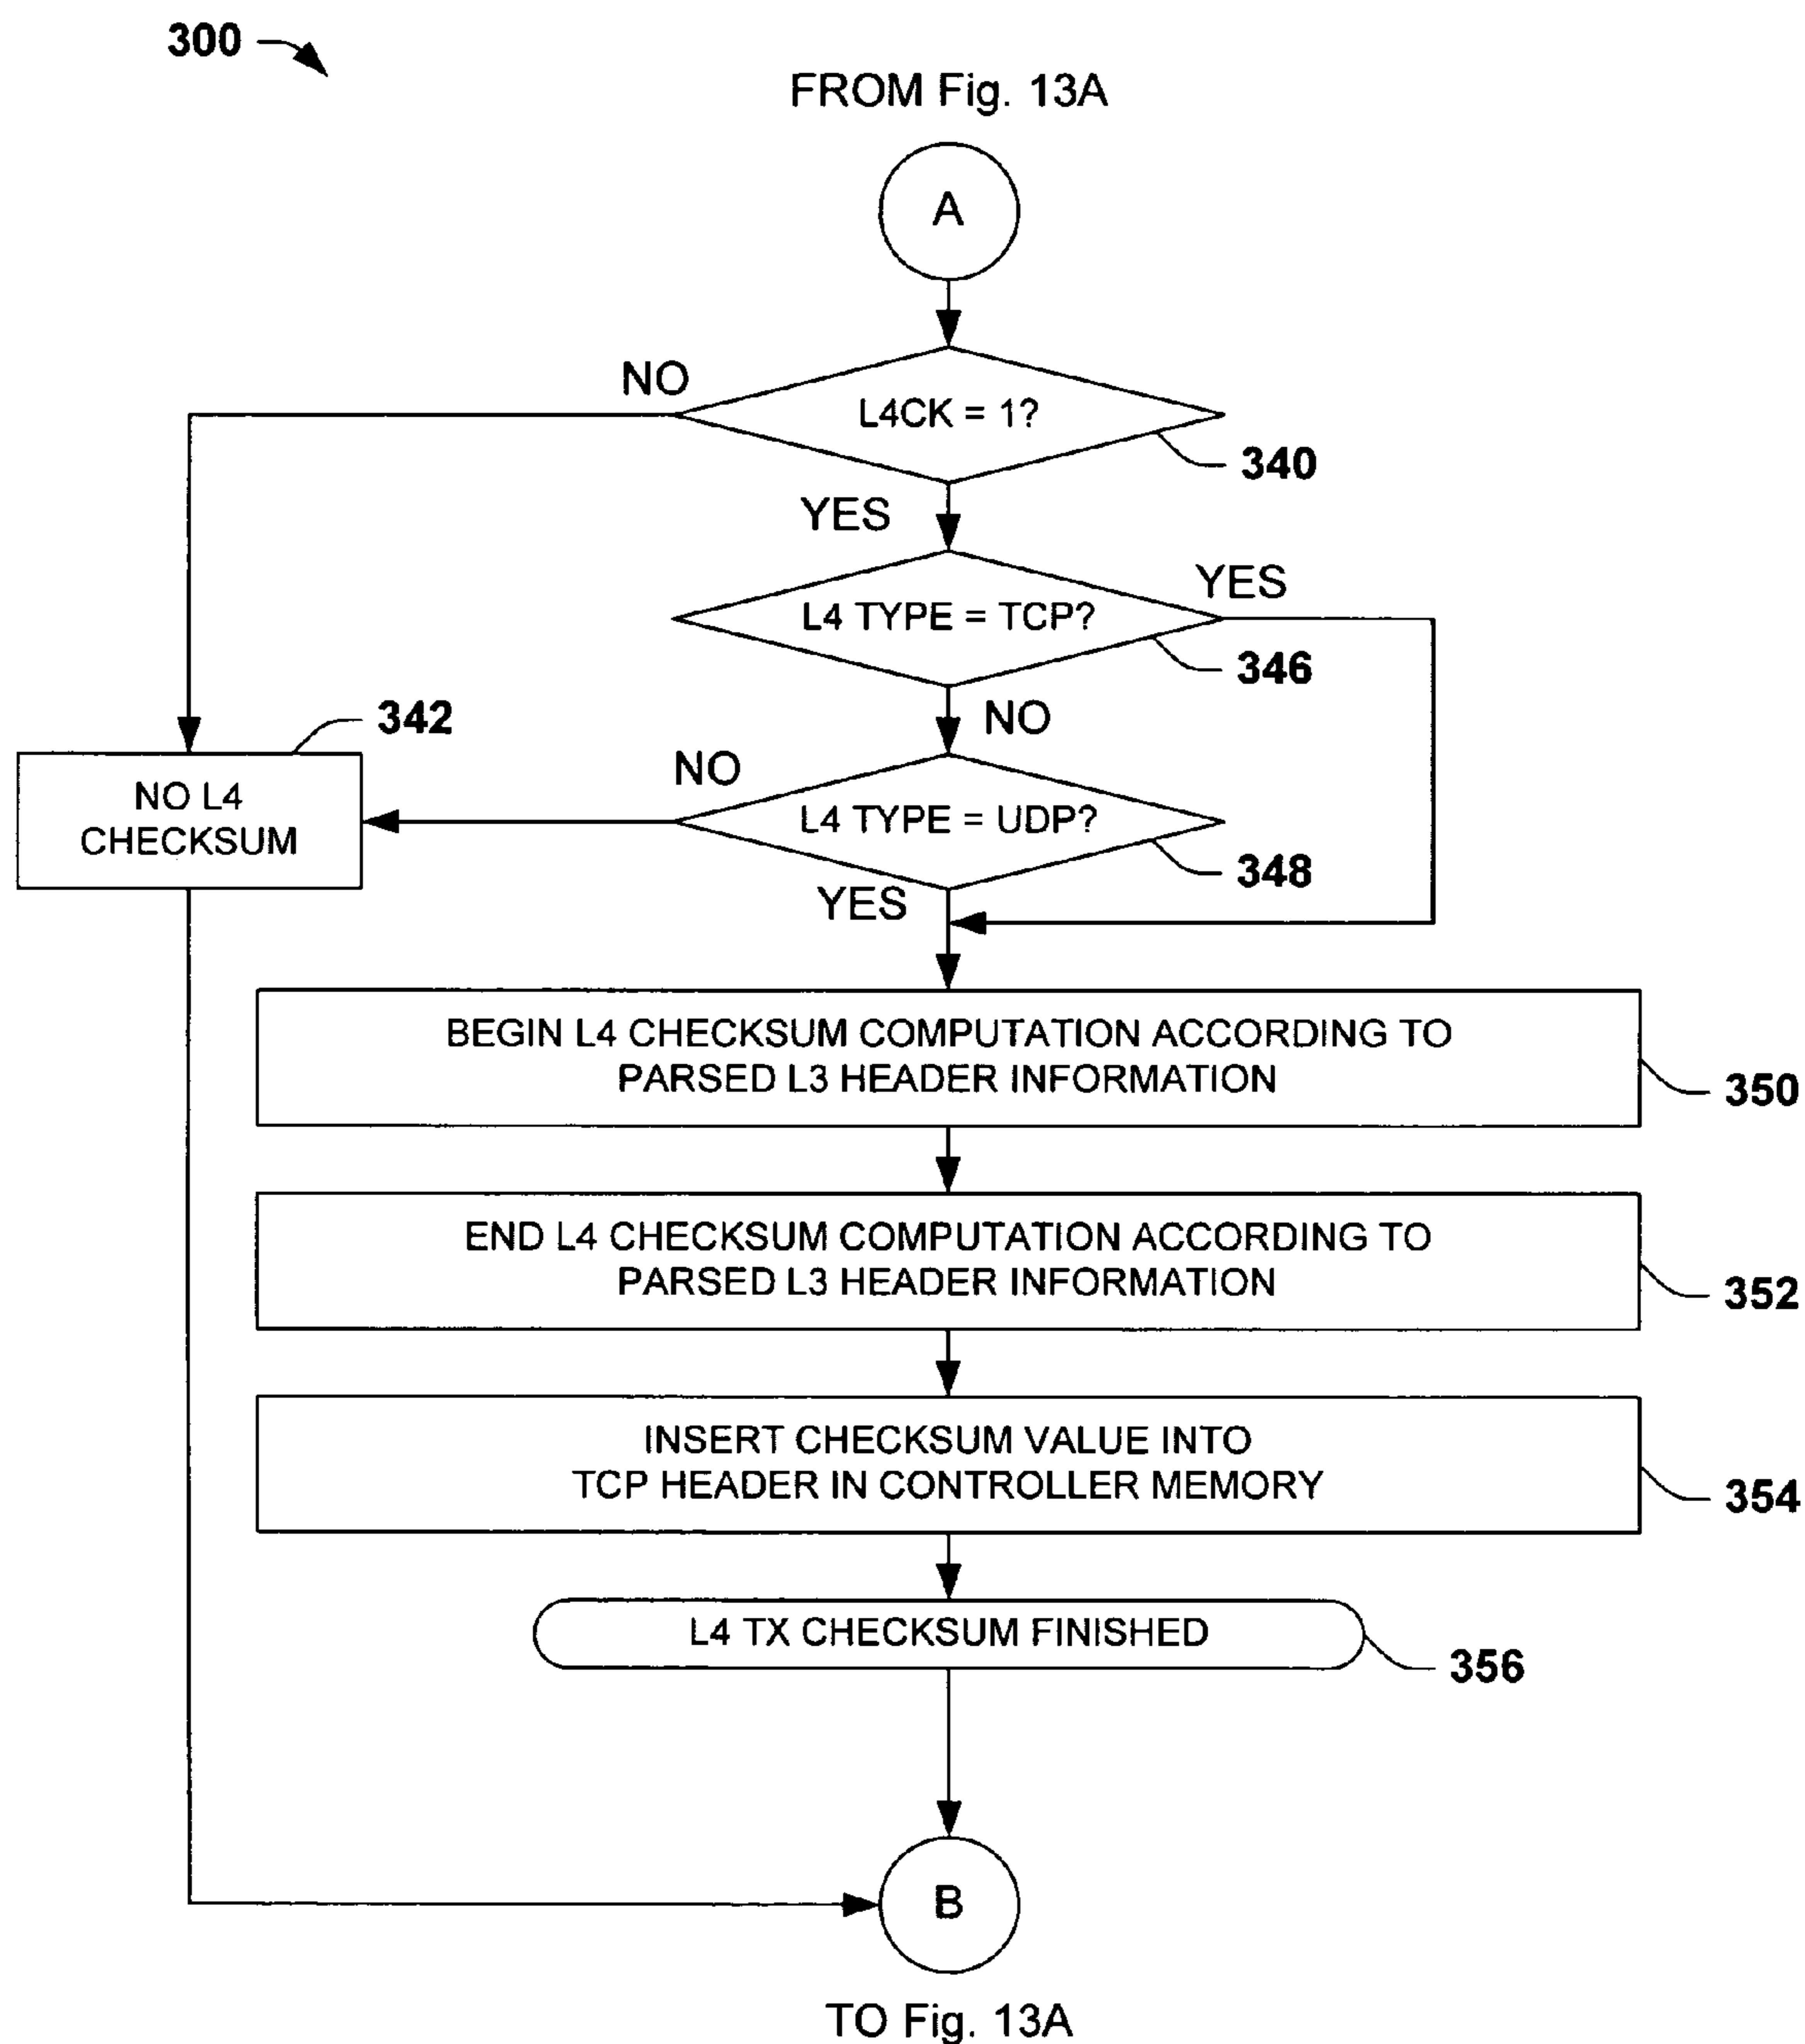 300
FROM Fig. 13A
A
NO
L4CK = 1?
340
YES
YES
L4 TYPE = TCP?
346
NO
342
NO L4
CHECKSUM
NO
L4 TYPE = UDP?
348
YES
BEGIN L4 CHECKSUM COMPUTATION ACCORDING TO
PARSED L3 HEADER INFORMATION
350
END L4 CHECKSUM COMPUTATION ACCORDING TO
PARSED L3 HEADER INFORMATION
352
INSERT CHECKSUM VALUE INTO
TCP HEADER IN CONTROLLER MEMORY
354
L4 TX CHECKSUM FINISHED
356
B
TO Fig. 13A